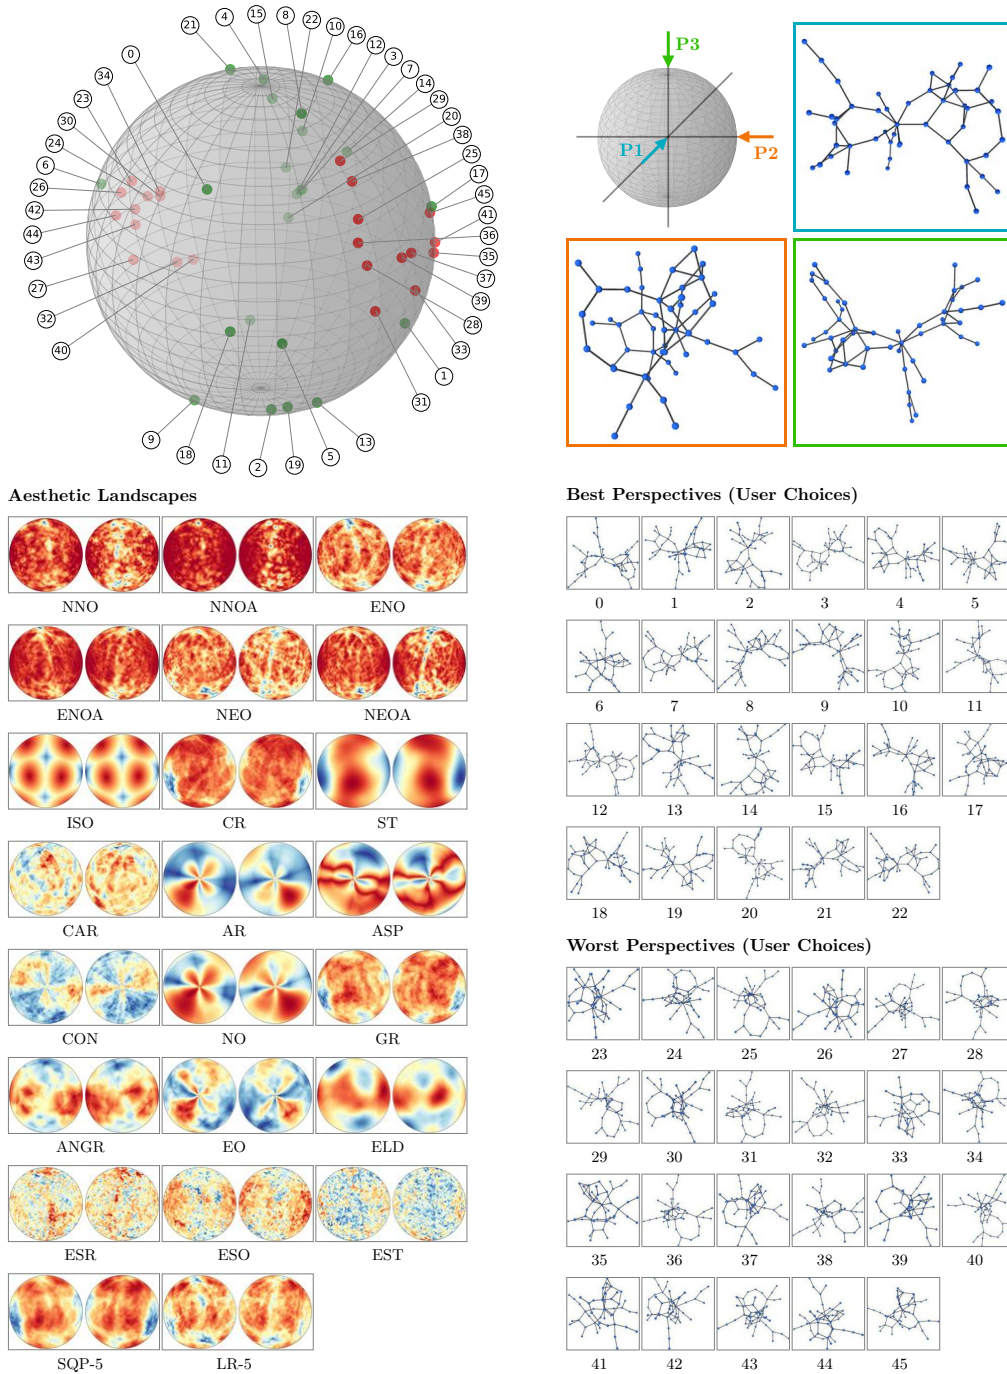 4 15 8 22 10 16 12 3 7 14 29 20 38 25 17 45 41 36 35 37 39 28 33 1 31
21 0 34 23 30 24 6 26 42 44 43 27 32 40
9 18 11 2 19 5 13
P3
P1
P2
Aesthetic Landscapes
NNO NNOA ENO
ENOA NEO NEOA
ISO CR ST
CAR AR ASP
CON NO GR
ANGR EO ELD
ESR ESO EST
SQP-5 LR-5
Best Perspectives (User Choices)
0 1 2 3 4 5
6 7 8 9 10 11
12 13 14 15 16 17
18 19 20 21 22
Worst Perspectives (User Choices)
23 24 25 26 27 28
29 30 31 32 33 34
35 36 37 38 39 40
41 42 43 44 45